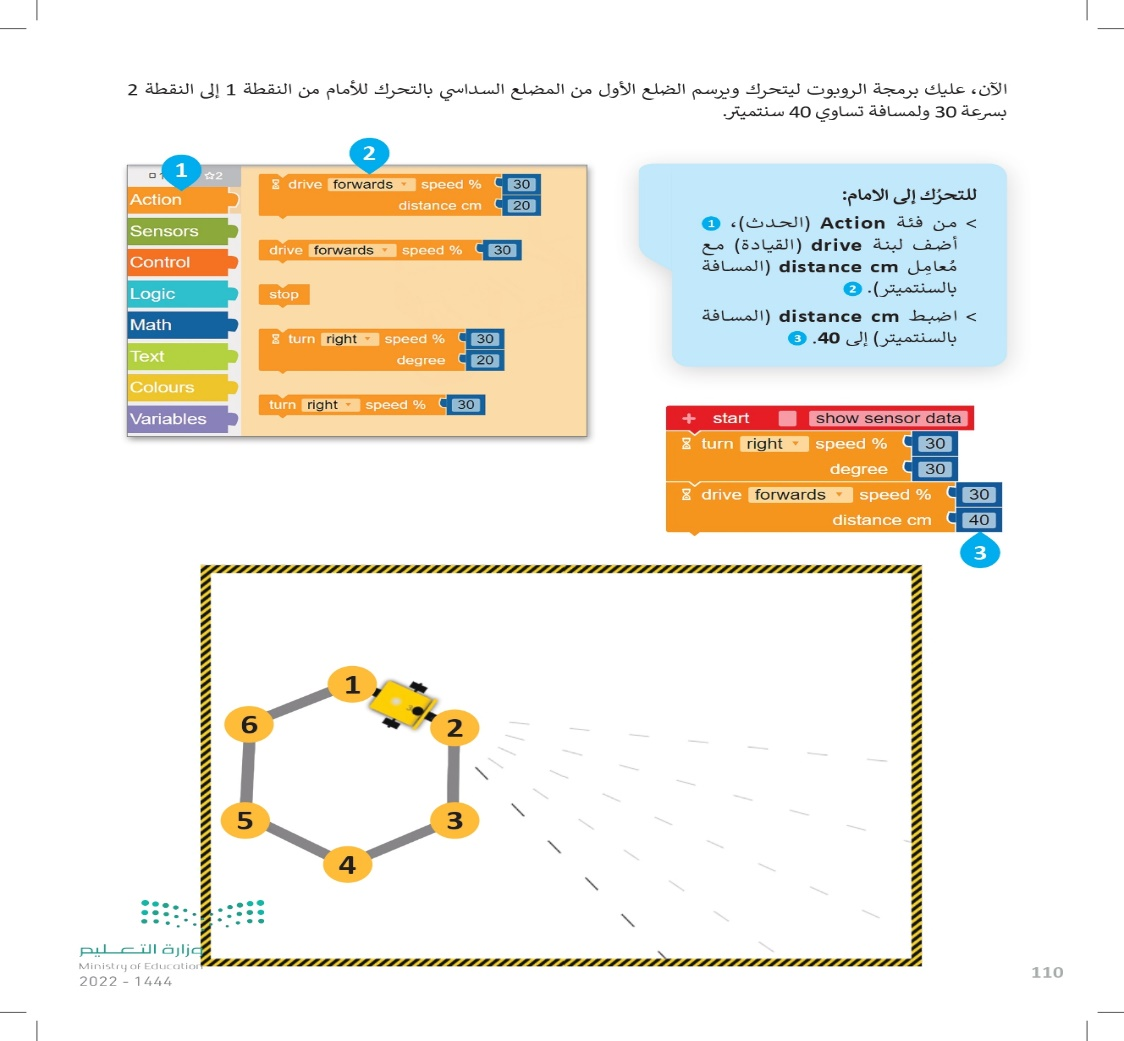 الآن، عليك برمجة الروبوت ليتحرك ويرسم الضلع الأول من المضلع السداسي بالتحرك للأمام من النقطة 1 إلى النقطة 2
بسرعة 30 ولمسافة تساوي 40 سنتميتر.
للتحرُك إلى الامام:
> من فئة Action (الحدث)، 1
أضف لبنة drive (القيادة) مع
مُعامِل distance cm (المسافة
بالسنتميتر). 2
> اضبط distance cm (المسافة
بالسنتميتر) إلى 40. 3
1
2
☆2
Action
Sensors
Control
Logic
Math
Text
Colours
Variables
drive forwards speed % 30
distance cm 20
drive forwards speed % 30
stop
turn right speed % 30
degree 20
turn right speed % 30
+ start show sensor data
turn right speed % 30
degree 30
drive forwards speed % 30
distance cm 40
3
1
2
6
5
3
4
وزارة التعليم
Ministry of Education
2022 - 1444
110